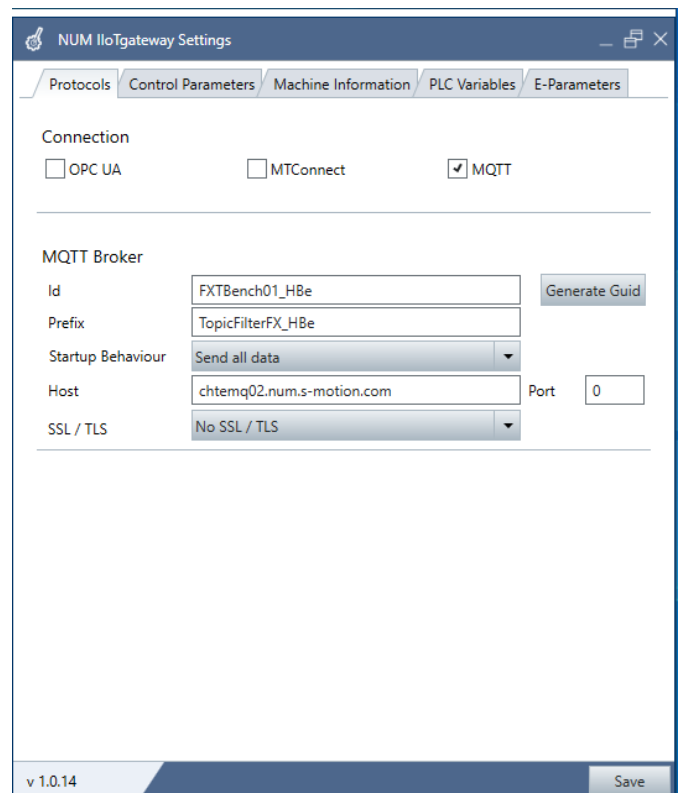 NUM IIoTgateway Settings
Protocols Control Parameters Machine Information PLC Variables E-Parameters
Connection
OPC UA MTConnect MQTT
MQTT Broker
Id FXTBench01_HBe Generate Guid
Prefix TopicFilterFX_HBe
Startup Behaviour Send all data
Host chtemq02.num.s-motion.com Port 0
SSL / TLS No SSL / TLS
v 1.0.14 Save